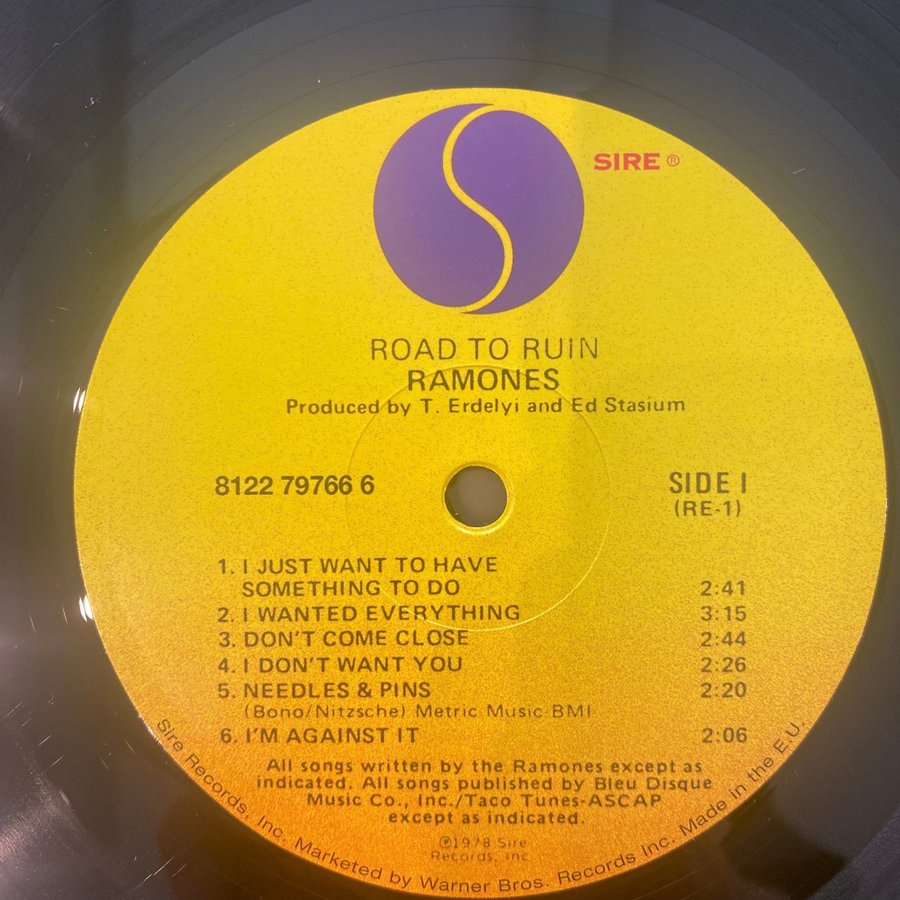 SIRE ®
ROAD TO RUIN
RAMONES
Produced by T. Erdelyi and Ed Stasium
8122 79766 6
SIDE I
(RE-1)
1. I JUST WANT TO HAVE
SOMETHING TO DO 2:41
2. I WANTED EVERYTHING 3:15
3. DON'T COME CLOSE 2:44
4. I DON'T WANT YOU 2:26
5. NEEDLES & PINS 2:20
(Bono/Nitzsche) Metric Music-BMI
6. I'M AGAINST IT 2:06
All songs written by the Ramones except as
indicated. All songs published by Bleu Disque
Music Co., Inc./Taco Tunes-ASCAP
except as indicated.
℗1978 Sire
Records, Inc
Sire Records, Inc. Marketed by Warner Bros. Records Inc. Made in the E.U.